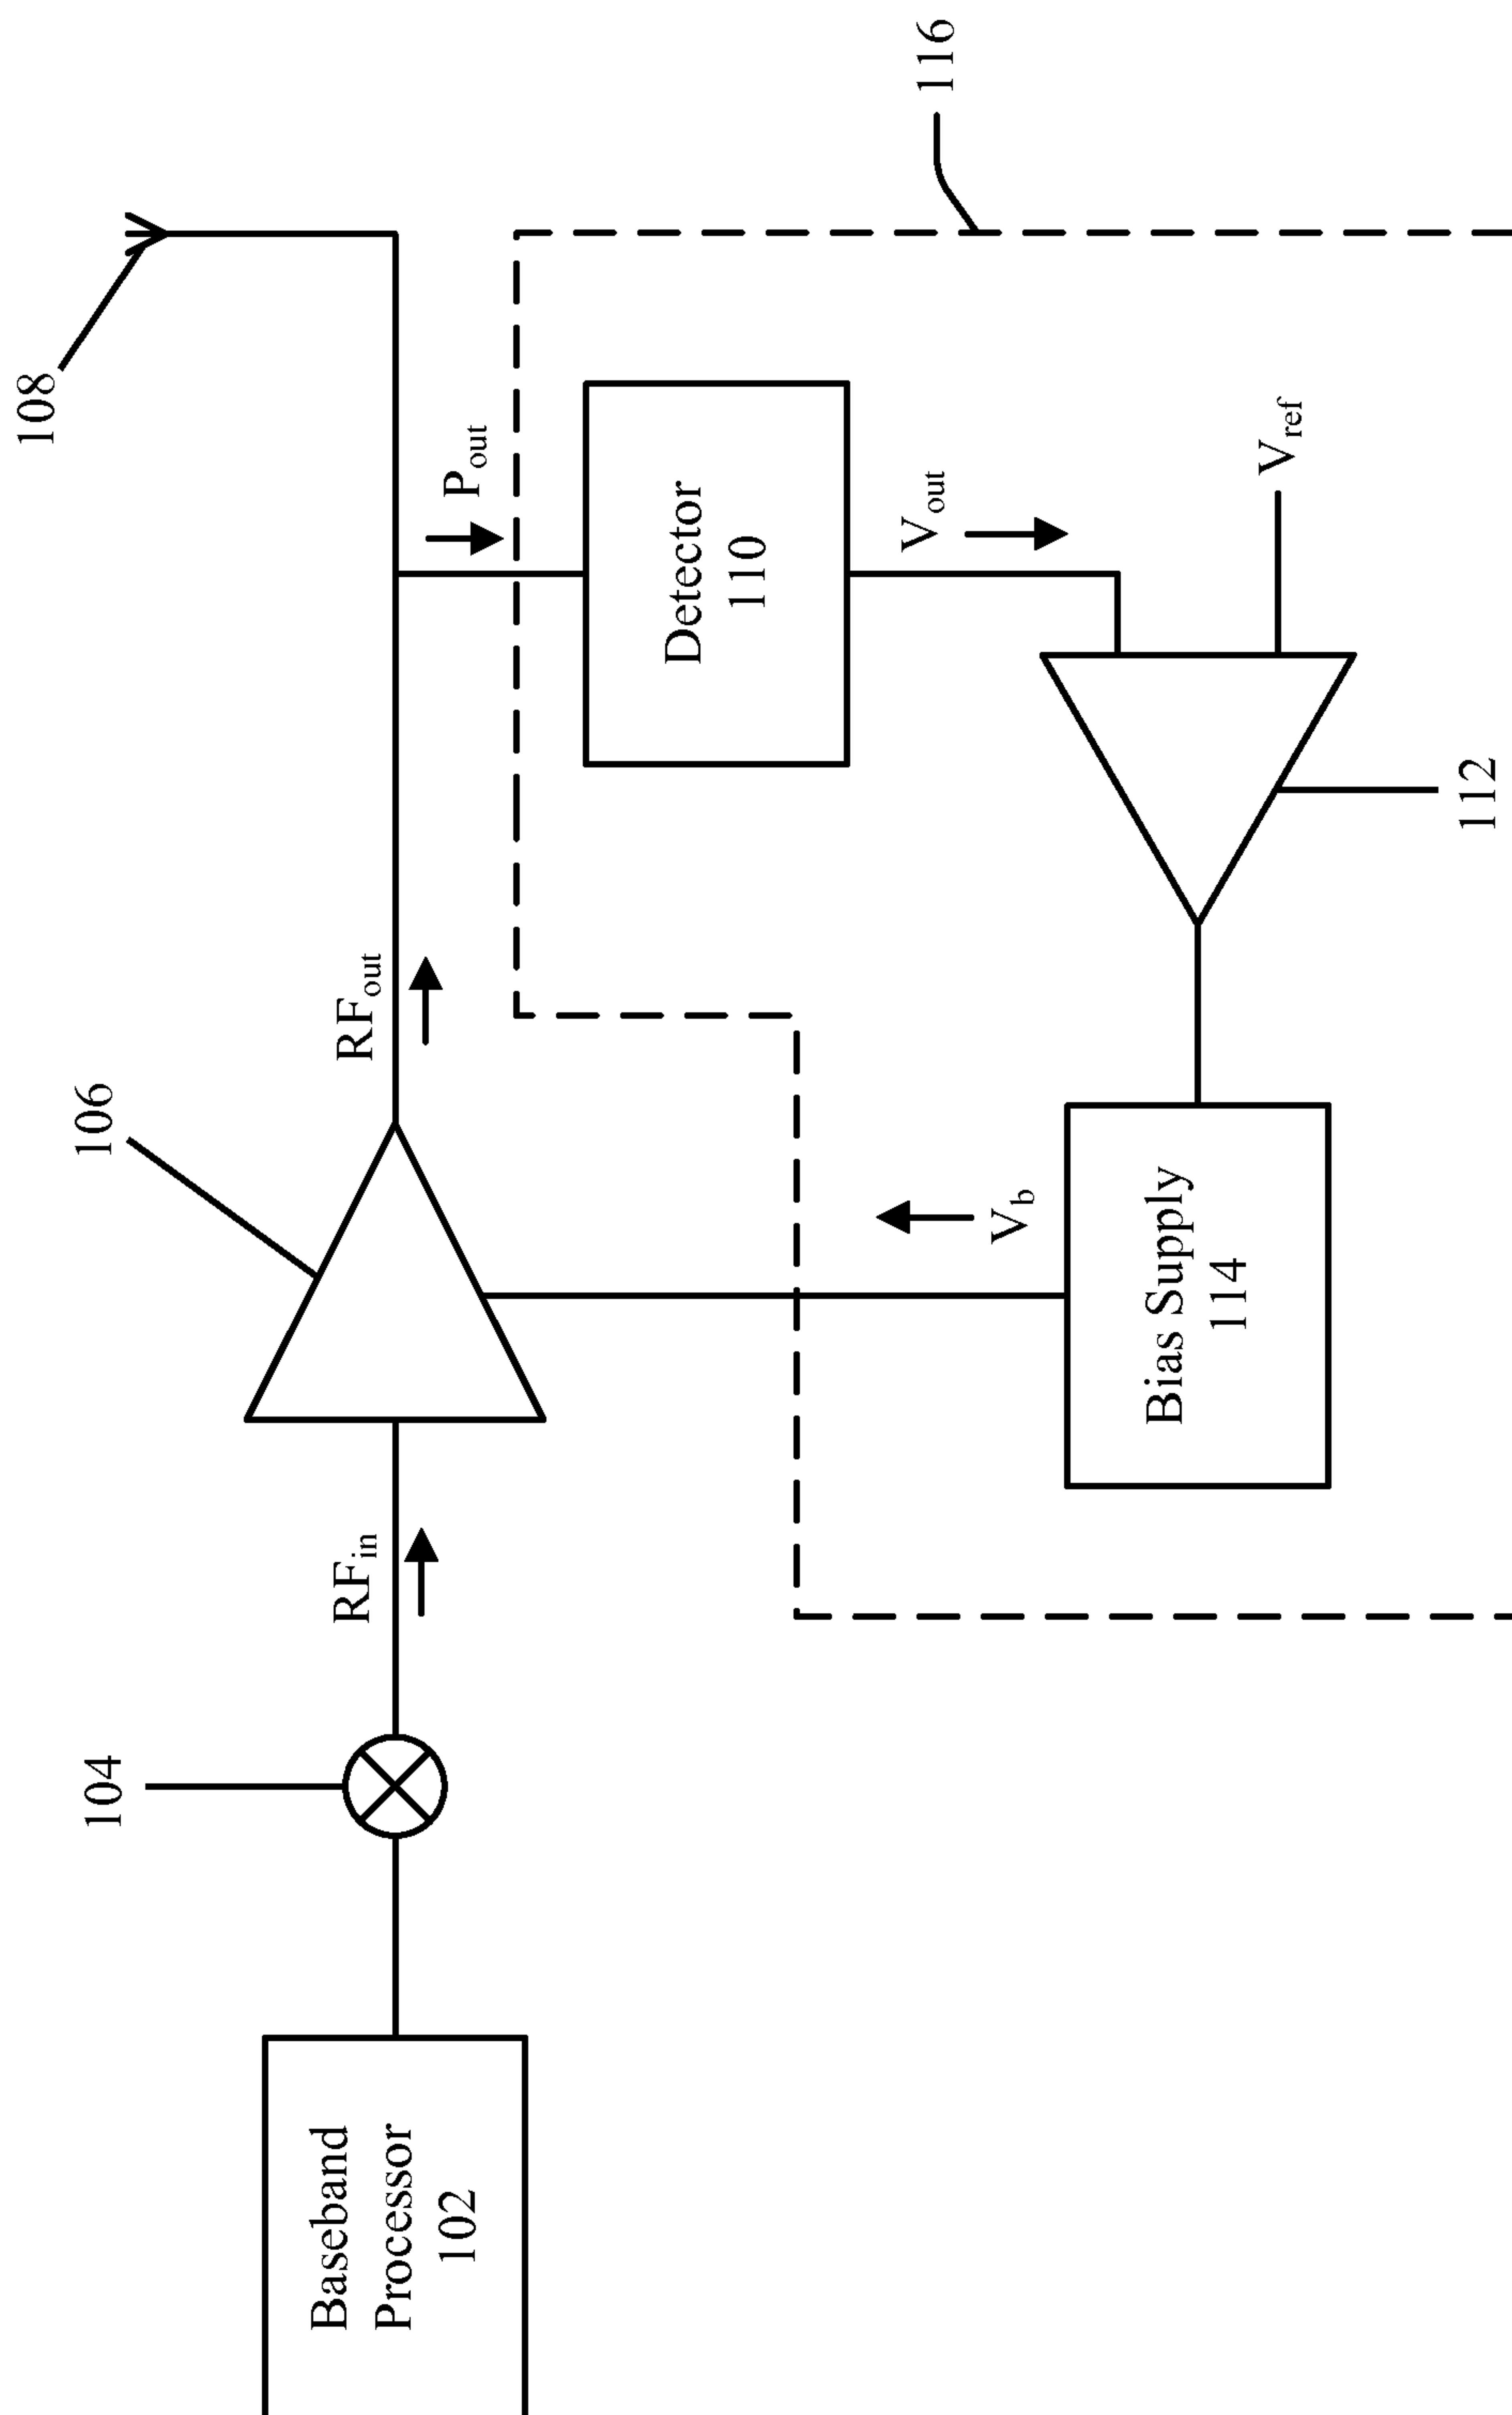 108
116
106
RFout
Pout
104
RFin
Detector
110
Vout
Vref
Baseband
Processor
102
Vb
Bias Supply
114
112